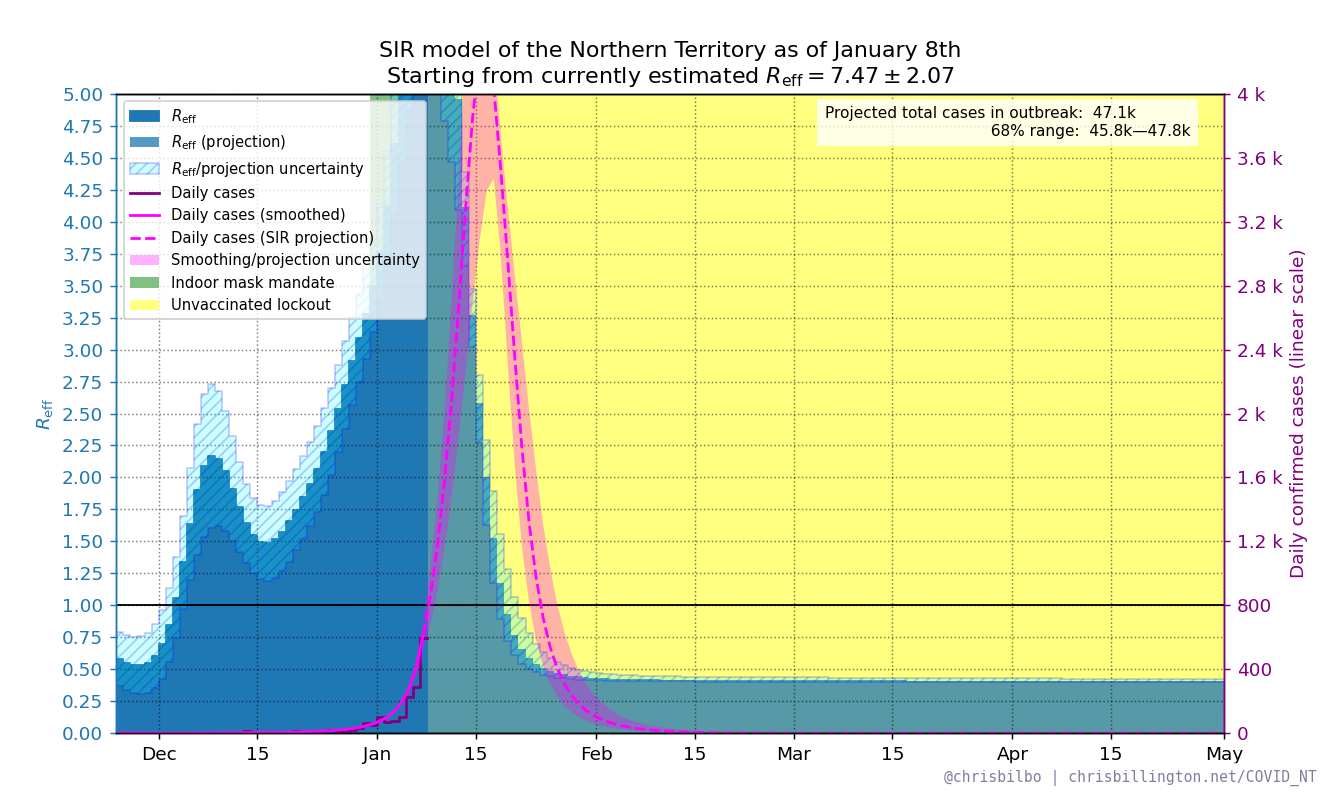 SIR model of the Northern Territory as of January 8th
Starting from currently estimated R_eff = 7.47 ± 2.07
R_eff
R_eff (projection)
R_eff/projection uncertainty
Daily cases
Daily cases (smoothed)
Daily cases (SIR projection)
Smoothing/projection uncertainty
Indoor mask mandate
Unvaccinated lockout
Projected total cases in outbreak: 47.1k
68% range: 45.8k—47.8k
5.00
4.75
4.50
4.25
4.00
3.75
3.50
3.25
3.00
2.75
2.50
2.25
2.00
1.75
1.50
1.25
1.00
0.75
0.50
0.25
0.00
R_eff
4 k
3.6 k
3.2 k
2.8 k
2.4 k
2 k
1.6 k
1.2 k
800
400
0
Daily confirmed cases (linear scale)
Dec 15 Jan 15 Feb 15 Mar 15 Apr 15 May
@chrisbilbo | chrisbillington.net/COVID_NT